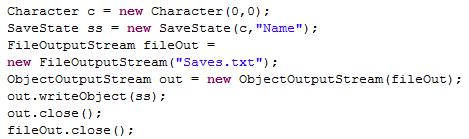 Character c = new Character(0,0);
SaveState ss = new SaveState(c,"Name");
FileOutputStream fileOut =
new FileOutputStream("Saves.txt");
ObjectOutputStream out = new ObjectOutputStream(fileOut);
out.writeObject(ss);
out.close();
fileOut.close();